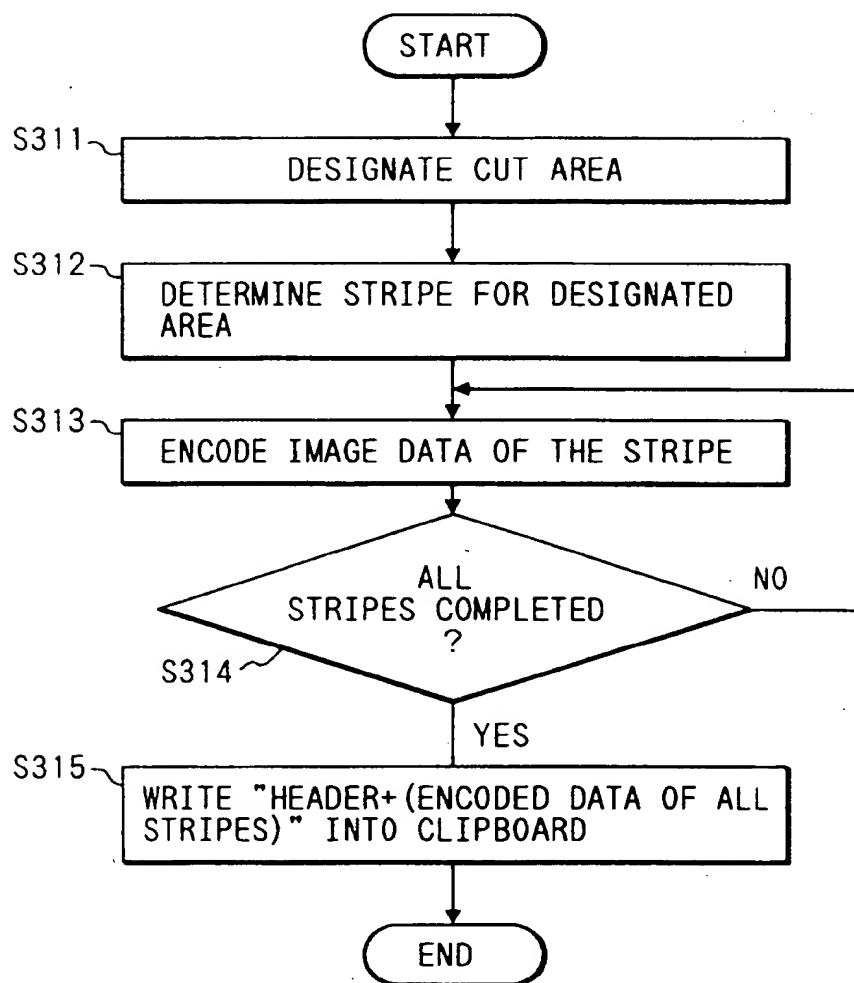 START
S311
DESIGNATE CUT AREA
S312
DETERMINE STRIPE FOR DESIGNATED
AREA
S313
ENCODE IMAGE DATA OF THE STRIPE
ALL
STRIPES COMPLETED
?
NO
S314
YES
S315
WRITE "HEADER+(ENCODED DATA OF ALL
STRIPES)" INTO CLIPBOARD
END